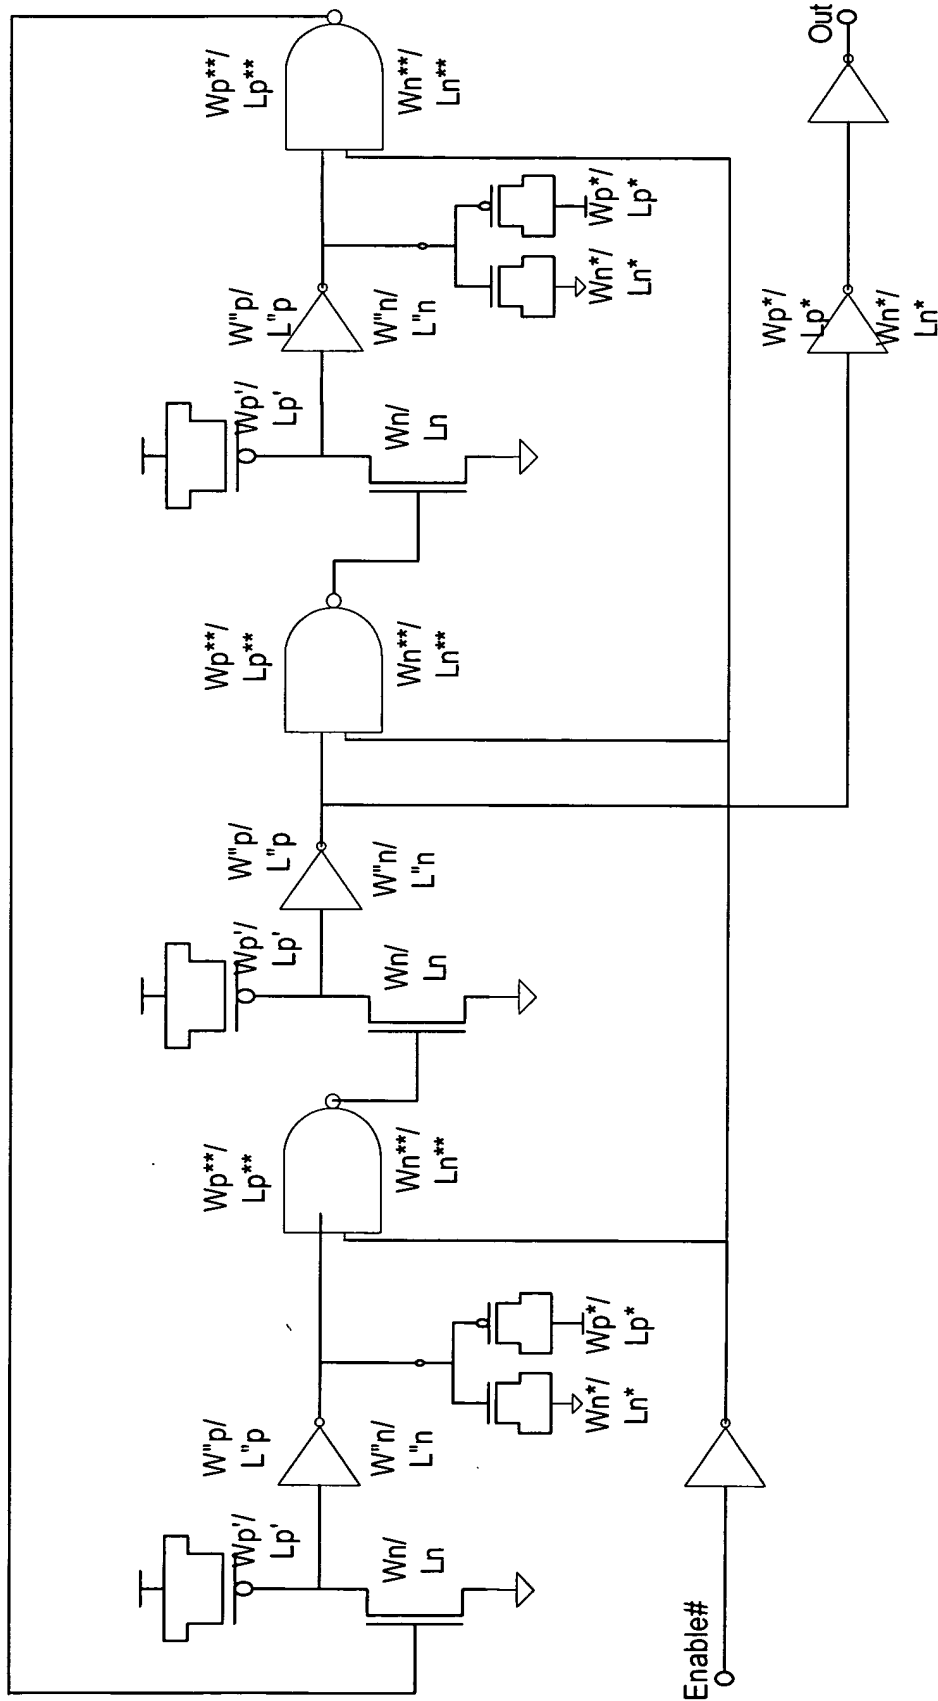 Wp'/
Lp'
Wn/
Ln
W"p/
L"p
W"n/
L"n
Wn*/
Ln*
Wp*/
Lp*
Wp**/
Lp**
Wn**/
Ln**
Wp'/
Lp'
Wn/
Ln
W"p/
L"p
W"n/
L"n
Wp**/
Lp**
Wn**/
Ln**
Wp'/
Lp'
Wn/
Ln
W"p/
L"p
W"n/
L"n
Wn*/
Ln*
Wp*/
Lp*
Wp**/
Lp**
Wn**/
Ln**
Enable#
Wp*/
Lp*
Wn*/
Ln*
Out